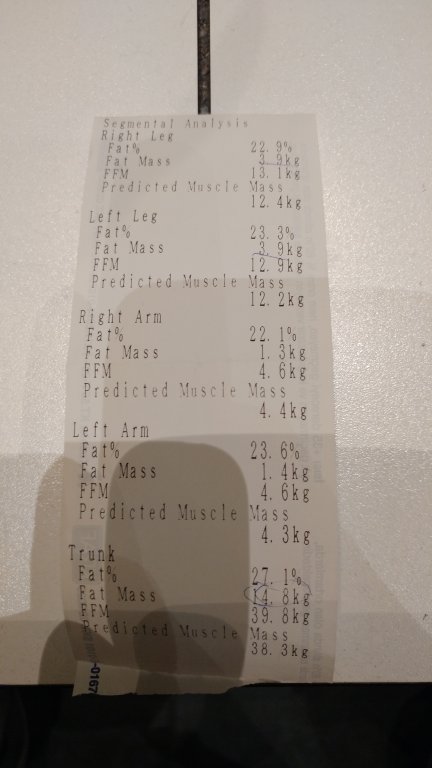 Segmental Analysis
Right Leg
Fat% 22.9%
Fat Mass 3.9kg
FFM 13.1kg
Predicted Muscle Mass
12.4kg
Left Leg
Fat% 23.3%
Fat Mass 3.9kg
FFM 12.9kg
Predicted Muscle Mass
12.2kg
Right Arm
Fat% 22.1%
Fat Mass 1.3kg
FFM 4.6kg
Predicted Muscle Mass
4.4kg
Left Arm
Fat% 23.6%
Fat Mass 1.4kg
FFM 4.6kg
Predicted Muscle Mass
4.3kg
Trunk
Fat% 27.1%
Fat Mass 14.8kg
FFM 39.8kg
Predicted Muscle Mass
38.3kg